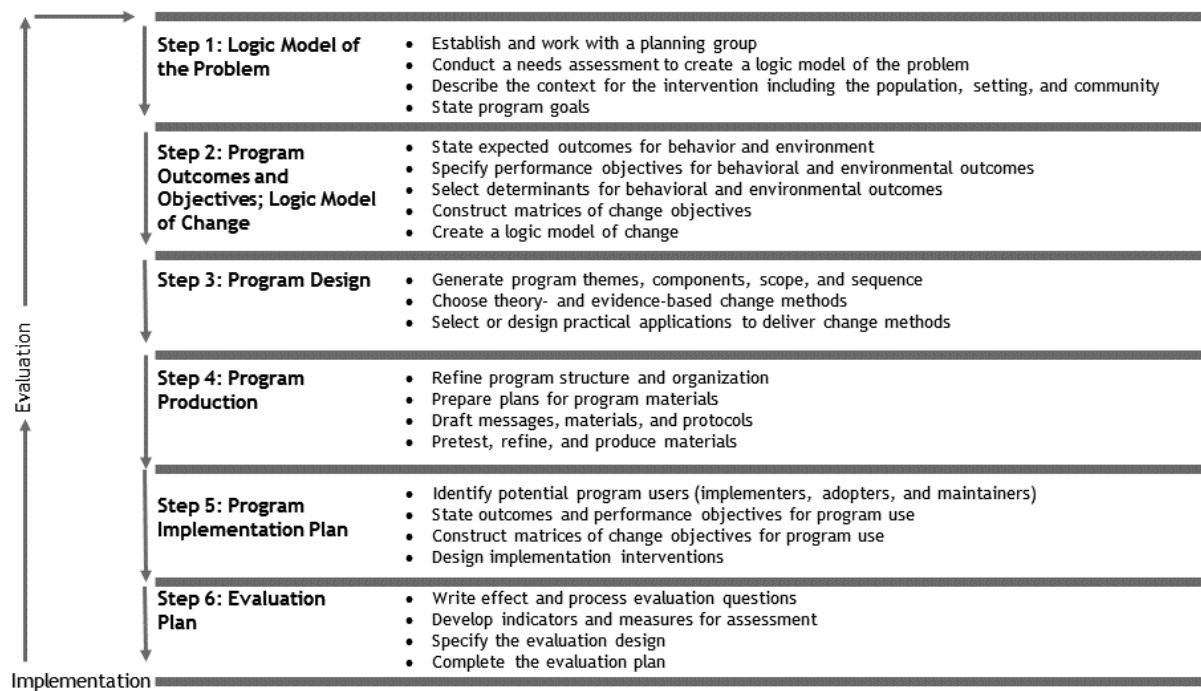 Step 1: Logic Model of
the Problem
• Establish and work with a planning group
• Conduct a needs assessment to create a logic model of the problem
• Describe the context for the intervention including the population, setting, and community
• State program goals
Step 2: Program
Outcomes and
Objectives; Logic Model
of Change
• State expected outcomes for behavior and environment
• Specify performance objectives for behavioral and environmental outcomes
• Select determinants for behavioral and environmental outcomes
• Construct matrices of change objectives
• Create a logic model of change
Step 3: Program Design
• Generate program themes, components, scope, and sequence
• Choose theory- and evidence-based change methods
• Select or design practical applications to deliver change methods
Evaluation
Step 4: Program
Production
• Refine program structure and organization
• Prepare plans for program materials
• Draft messages, materials, and protocols
• Pretest, refine, and produce materials
Step 5: Program
Implementation Plan
• Identify potential program users (implementers, adopters, and maintainers)
• State outcomes and performance objectives for program use
• Construct matrices of change objectives for program use
• Design implementation interventions
Step 6: Evaluation
Plan
• Write effect and process evaluation questions
• Develop indicators and measures for assessment
• Specify the evaluation design
• Complete the evaluation plan
Implementation